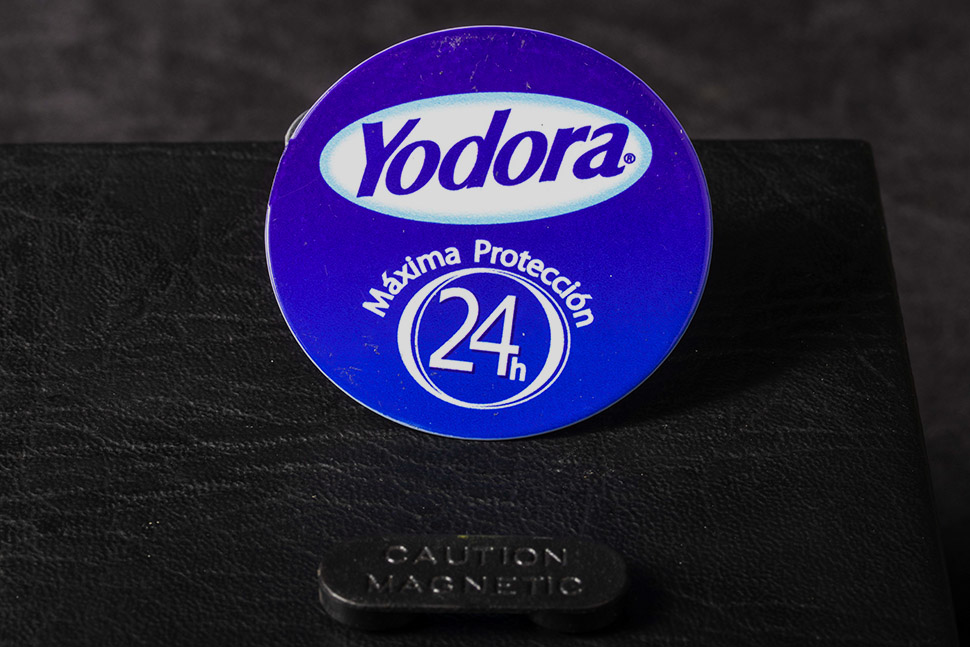 Yodora®
Máxima Protección
24h
CAUTION
MAGNETIC